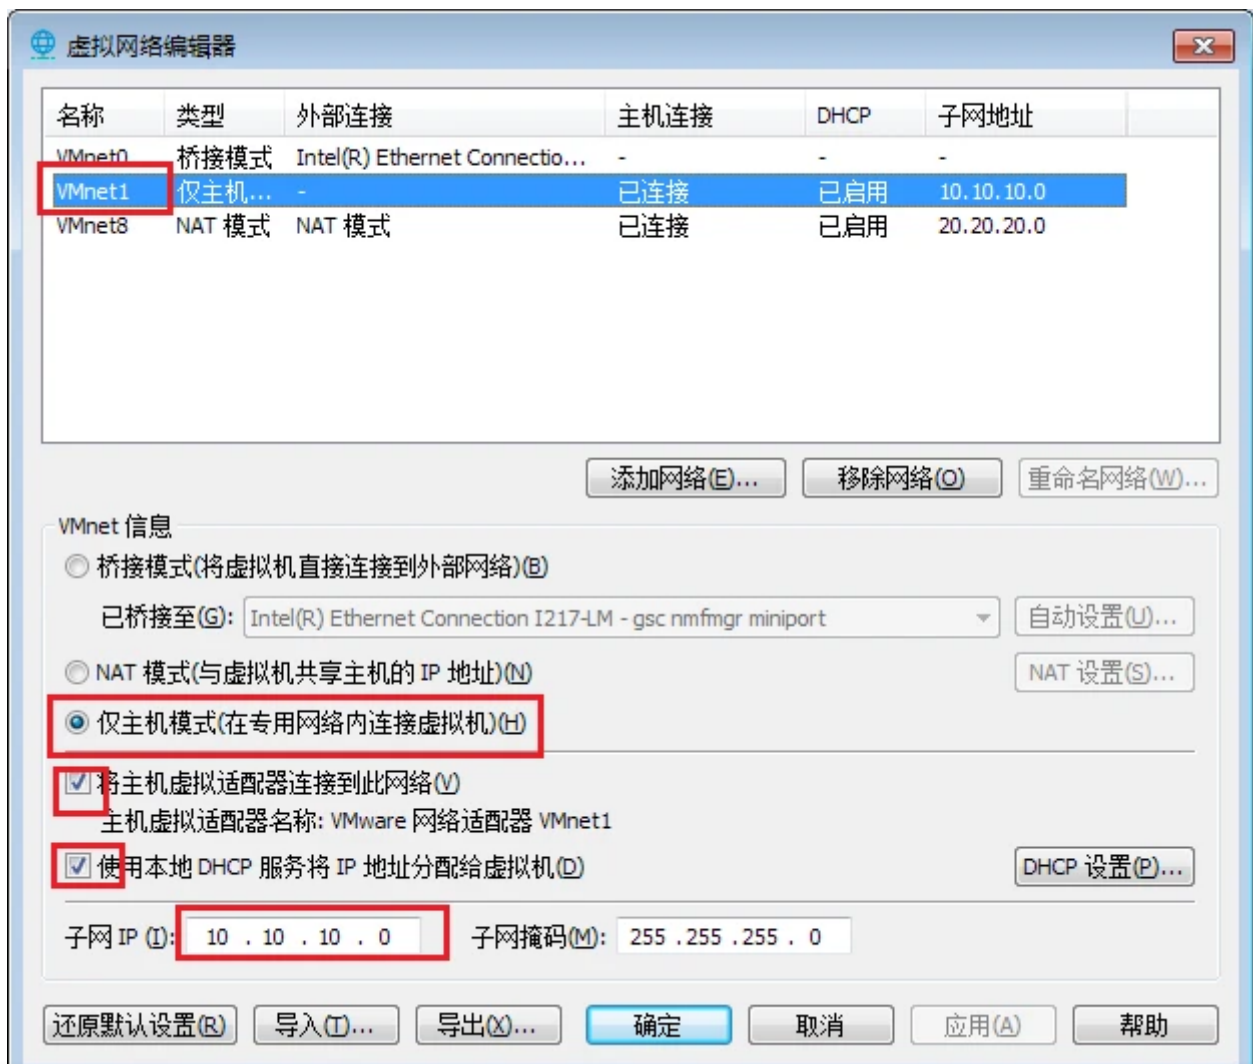 虚拟网络编辑器
名称 类型 外部连接 主机连接 DHCP 子网地址
VMnet0 桥接模式 Intel(R) Ethernet Connectio... - - -
VMnet1 仅主机... - 已连接 已启用 10.10.10.0
VMnet8 NAT 模式 NAT 模式 已连接 已启用 20.20.20.0
添加网络(E)... 移除网络(O) 重命名网络(W)...
VMnet 信息
桥接模式(将虚拟机直接连接到外部网络)(B)
已桥接至(G): Intel(R) Ethernet Connection I217-LM - gsc nmfmgr miniport 自动设置(U)...
NAT 模式(与虚拟机共享主机的 IP 地址)(N) NAT 设置(S)...
仅主机模式(在专用网络内连接虚拟机)(H)
将主机虚拟适配器连接到此网络(V)
主机虚拟适配器名称: VMware 网络适配器 VMnet1
使用本地 DHCP 服务将 IP 地址分配给虚拟机(D) DHCP 设置(P)...
子网 IP (I): 10 . 10 . 10 . 0 子网掩码(M): 255 .255 .255 . 0
还原默认设置(R) 导入(T)... 导出(X)... 确定 取消 应用(A) 帮助